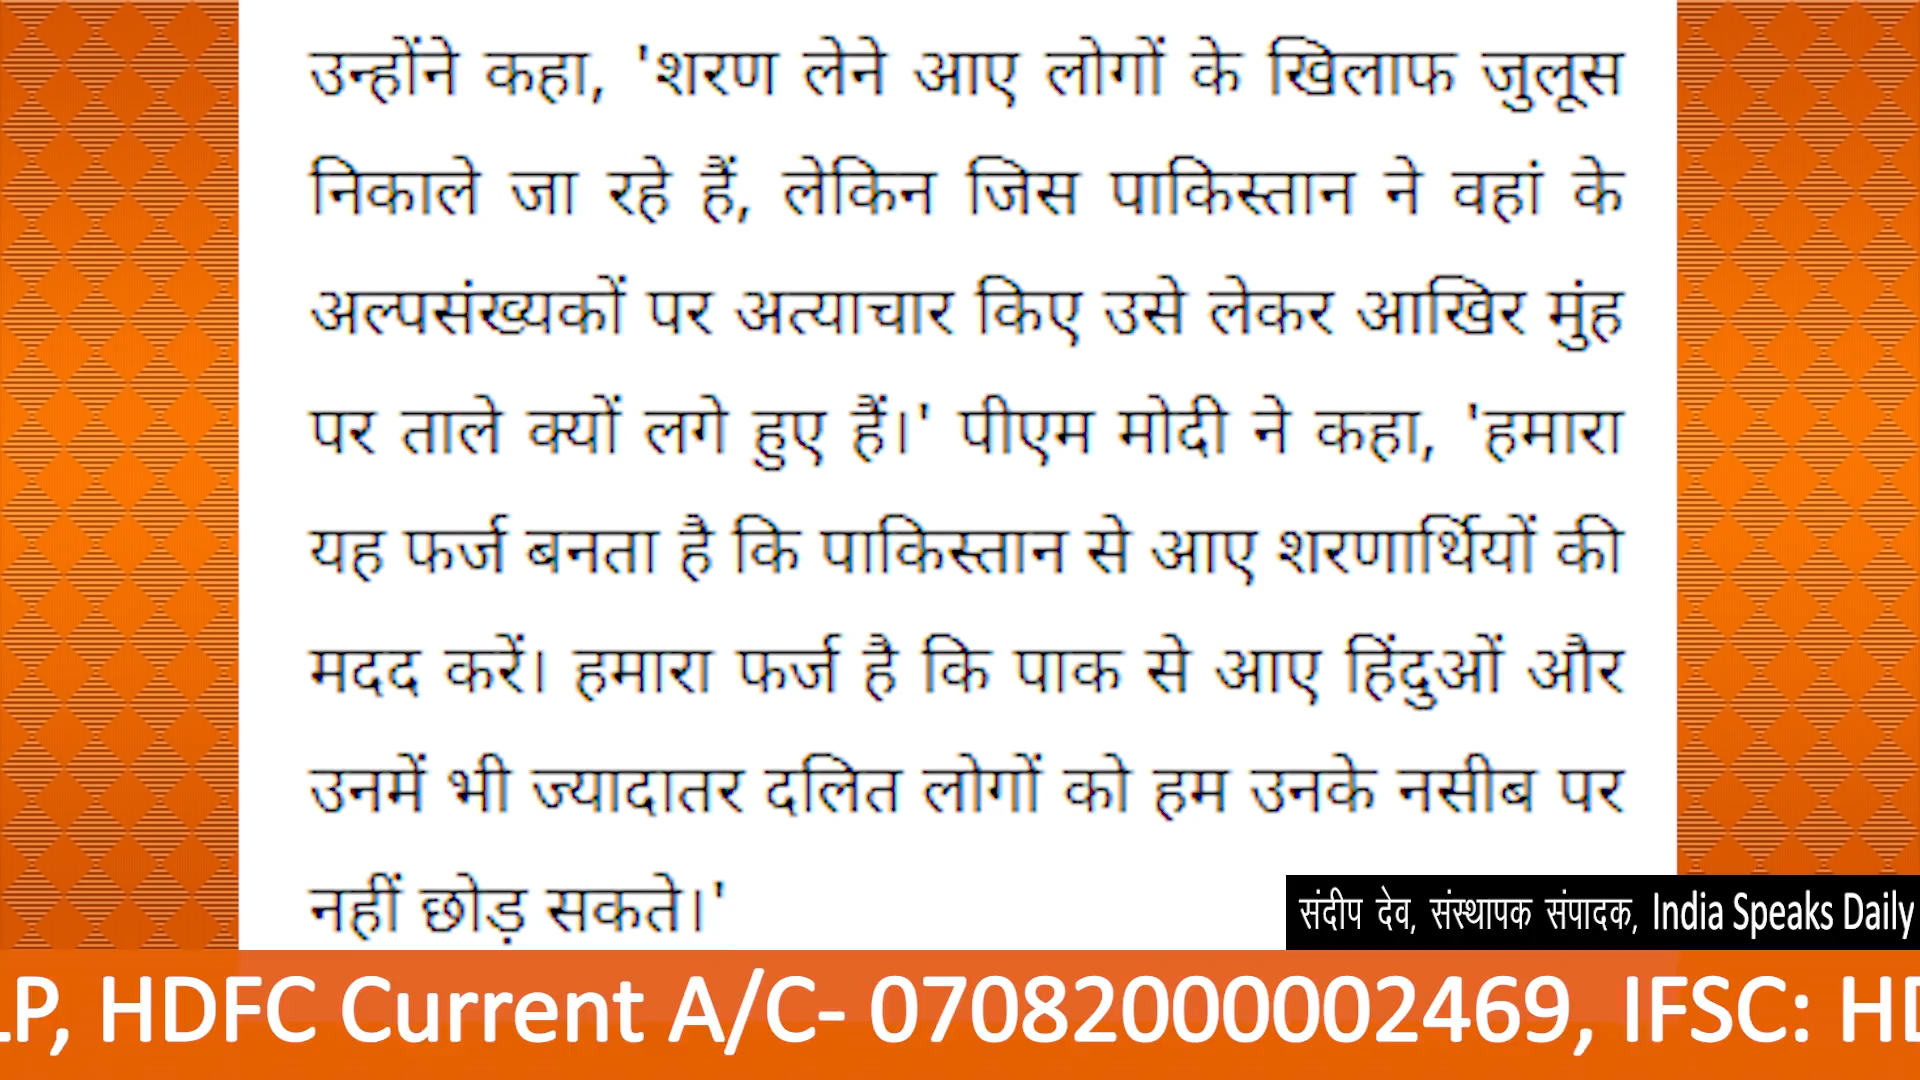 उन्होंने कहा, 'शरण लेने आए लोगों के खिलाफ जुलूस
निकाले जा रहे हैं, लेकिन जिस पाकिस्तान ने वहां के
अल्पसंख्यकों पर अत्याचार किए उसे लेकर आखिर मुंह
पर ताले क्यों लगे हुए हैं।' पीएम मोदी ने कहा, 'हमारा
यह फर्ज बनता है कि पाकिस्तान से आए शरणार्थियों की
मदद करें। हमारा फर्ज है कि पाक से आए हिंदुओं और
उनमें भी ज्यादातर दलित लोगों को हम उनके नसीब पर
नहीं छोड़ सकते।'
संदीप देव, संस्थापक संपादक, India Speaks Daily
LP, HDFC Current A/C- 07082000002469, IFSC: HD